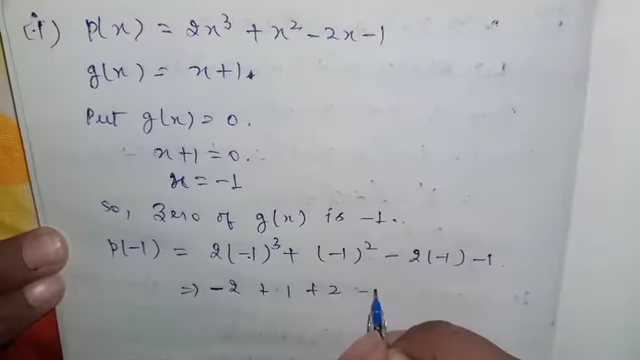 (i) p(x) = 2x³ + x² - 2x - 1
g(x) = x + 1.
Put g(x) = 0.
x + 1 = 0.
x = -1
So, Zero of g(x) is -1.
p(-1) = 2(-1)³ + (-1)² - 2(-1) - 1
⇒ -2 + 1 + 2 -